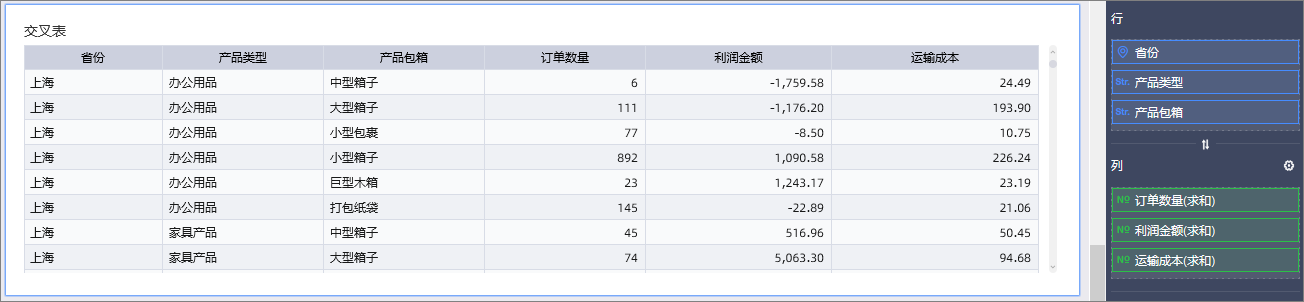 交叉表
省份 产品类型 产品包箱 订单数量 利润金额 运输成本
上海 办公用品 中型箱子 6 -1,759.58 24.49
上海 办公用品 大型箱子 111 -1,176.20 193.90
上海 办公用品 小型包裹 77 -8.50 10.75
上海 办公用品 小型箱子 892 1,090.58 226.24
上海 办公用品 巨型木箱 23 1,243.17 23.19
上海 办公用品 打包纸袋 145 -22.89 21.06
上海 家具产品 中型箱子 45 516.96 50.45
上海 家具产品 大型箱子 74 5,063.30 94.68
行
省份
Str. 产品类型
Str. 产品包箱
列
Nº 订单数量(求和)
Nº 利润金额(求和)
Nº 运输成本(求和)